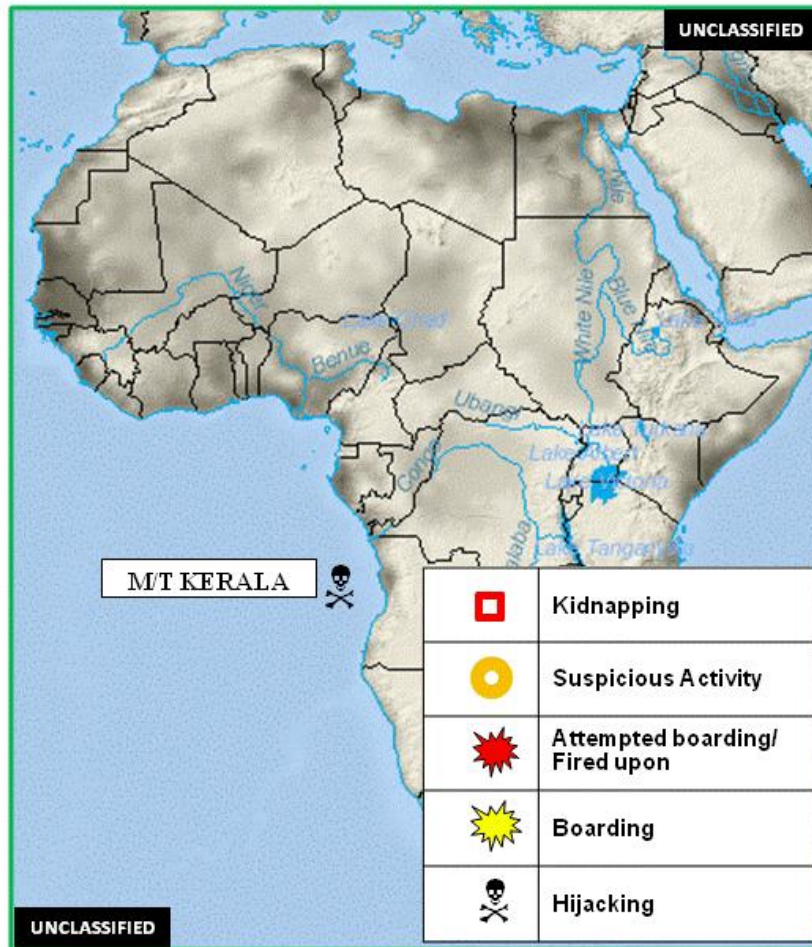 UNCLASSIFIED
Nile
Niger
Benue
White Nile
Blue Nile
Ubangi
Congo
Lake Albert
Lake Victoria
Lake Tanganyika
M/T KERALA
Kidnapping
Suspicious Activity
Attempted boarding/
Fired upon
Boarding
Hijacking
UNCLASSIFIED